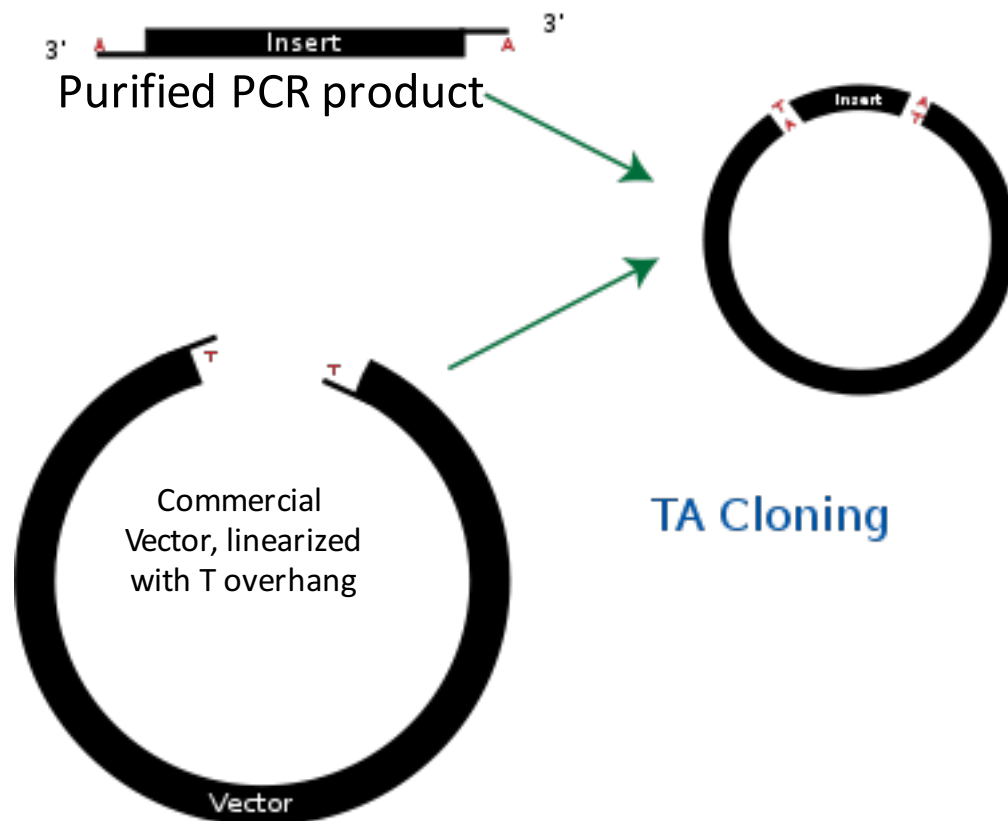 3' A Insert A 3'
Purified PCR product
T Insert A
A T
T T
Commercial
Vector, linearized
with T overhang
TA Cloning
Vector